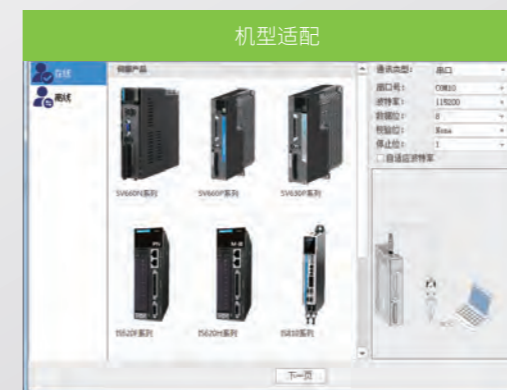 机型适配
在线
离线
伺服产品
SV660N系列
SV660P系列
SV630P系列
IS620P系列
IS620N系列
IS810系列
通讯类型: 串口
串口号: COM10
波特率: 115200
数据位: 8
校验位: None
停止位: 1
自适应波特率
下一页